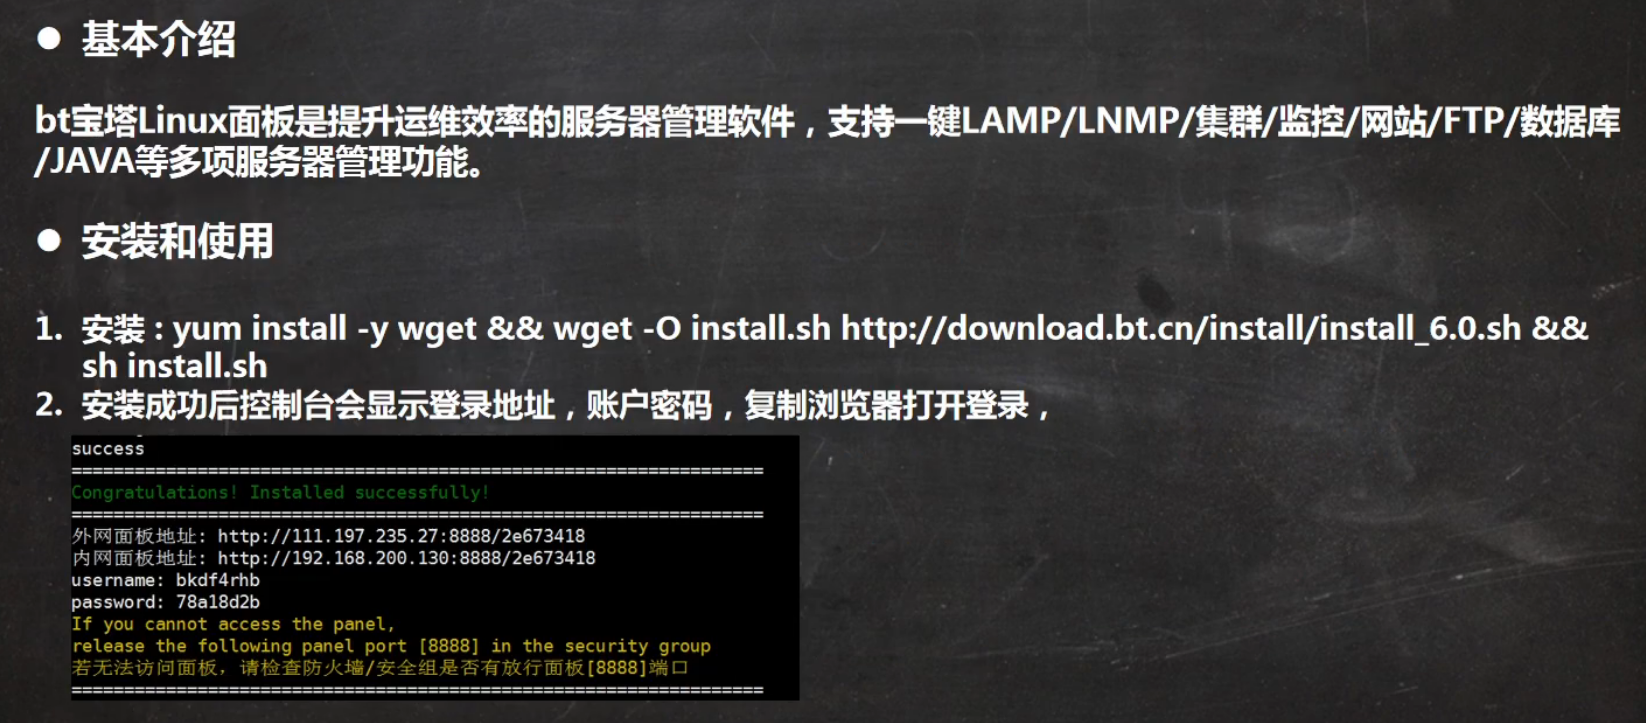 ● 基本介绍
bt宝塔Linux面板是提升运维效率的服务器管理软件，支持一键LAMP/LNMP/集群/监控/网站/FTP/数据库
/JAVA等多项服务器管理功能。
● 安装和使用
1. 安装 : yum install -y wget && wget -O install.sh http://download.bt.cn/install/install_6.0.sh &&
sh install.sh
2. 安装成功后控制台会显示登录地址，账户密码，复制浏览器打开登录，
success
==================================================================
Congratulations! Installed successfully!
==================================================================
外网面板地址: http://111.197.235.27:8888/2e673418
内网面板地址: http://192.168.200.130:8888/2e673418
username: bkdf4rhb
password: 78a18d2b
If you cannot access the panel,
release the following panel port [8888] in the security group
若无法访问面板，请检查防火墙/安全组是否有放行面板[8888]端口
==================================================================